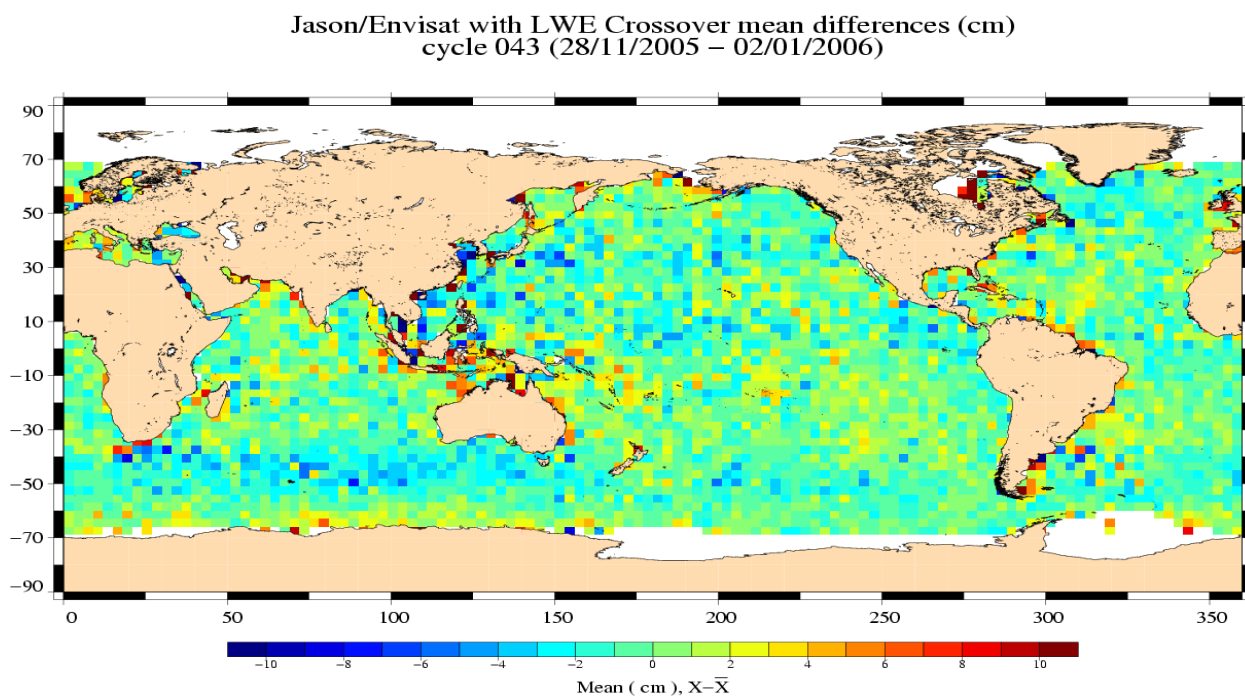 Jason/Envisat with LWE Crossover mean differences (cm)
cycle 043 (28/11/2005 − 02/01/2006)
90
70
50
30
10
−10
−30
−50
−70
−90
0 50 100 150 200 250 300 350
−10 −8 −6 −4 −2 0 2 4 6 8 10
Mean ( cm ), X−X̅